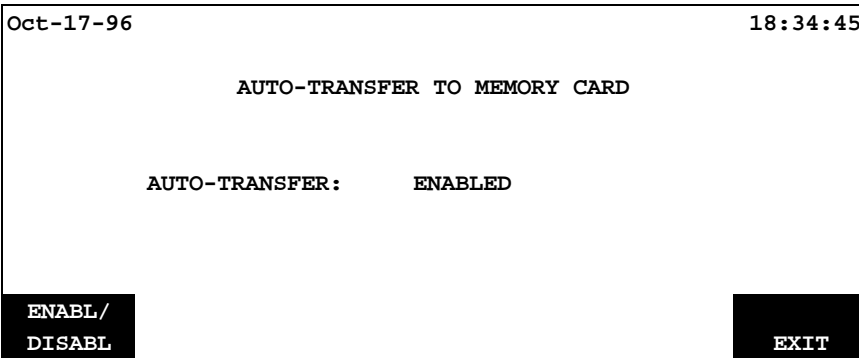 Oct-17-96 18:34:45
AUTO-TRANSFER TO MEMORY CARD
AUTO-TRANSFER: ENABLED
ENABL/
DISABL EXIT